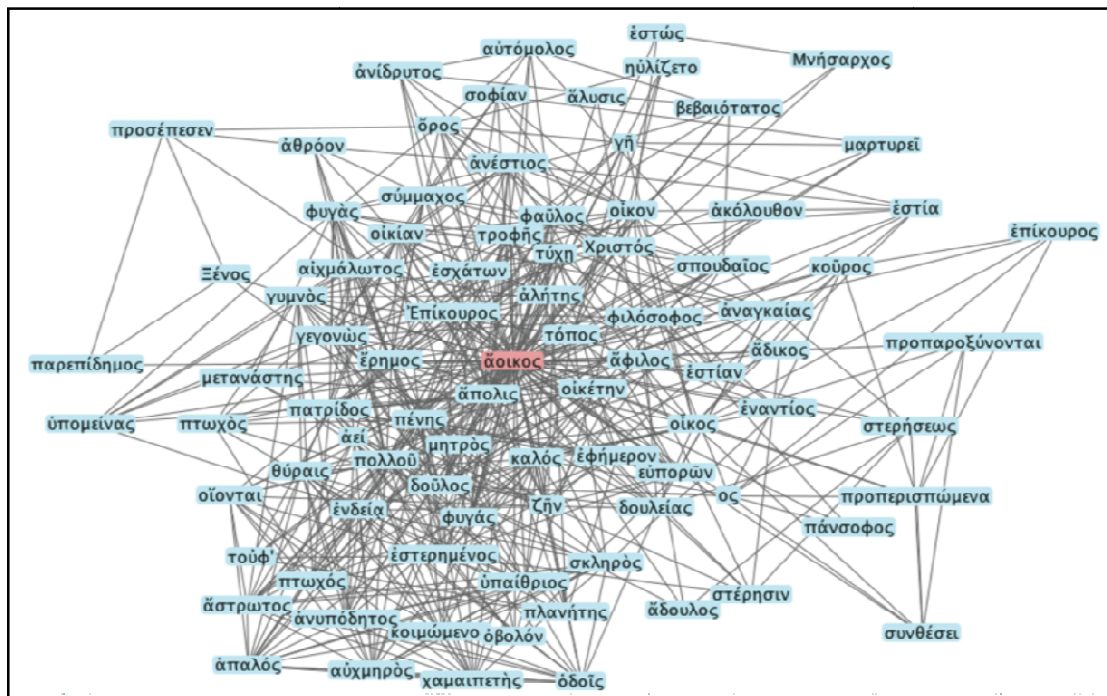 ἑστώς
αὐτόμολος
Μνήσαρχος
ηὐλίζετο
ἀνίδρυτος
σοφίαν
ἅλυσις
βεβαιότατος
προσέπεσεν
ὅρος
ἀθρόον
γῆ
μαρτυρεῖ
ἀνέστιος
σύμμαχος
φυγὰς
φαῦλος
οἶκον
ἀκόλουθον
ἑστία
οἰκίαν
τροφῆς
ἐπίκουρος
τύχῃ
Χριστός
αἰχμάλωτος
ἐσχάτων
σπουδαῖος
κοῦρος
Ξένος
γυμνὸς
ἀλήτης
Ἐπίκουρος
φιλόσοφος
ἀναγκαίας
γεγονὼς
τόπος
προπαροξύνονται
ἄδικος
παρεπίδημος
ἔρημος
ἄοικος
ἄφιλος
ἑστίαν
μετανάστης
ἄπολις
οἰκέτην
πατρίδος
ἐναντίος
ὑπομείνας
πτωχὸς
πένης
οἶκος
στερήσεως
ἀεί
μητρὸς
πολλοῦ
καλός
ἐφήμερον
εὐπορῶν
θύραις
δοῦλος
οἴονται
ος
προπερισπώμενα
ἐνδείᾳ
ζῆν
δουλείας
φυγάς
πάνσοφος
τοὐφ'
ἐστερημένος
σκληρὸς
πτωχός
ὑπαίθριος
στέρησιν
ἄστρωτος
πλανήτης
ἄδουλος
ἀνυπόδητος
κοιμώμενο
ὀβολόν
συνθέσει
ἁπαλός
αὐχμηρὸς
χαμαιπετὴς
ὁδοῖς